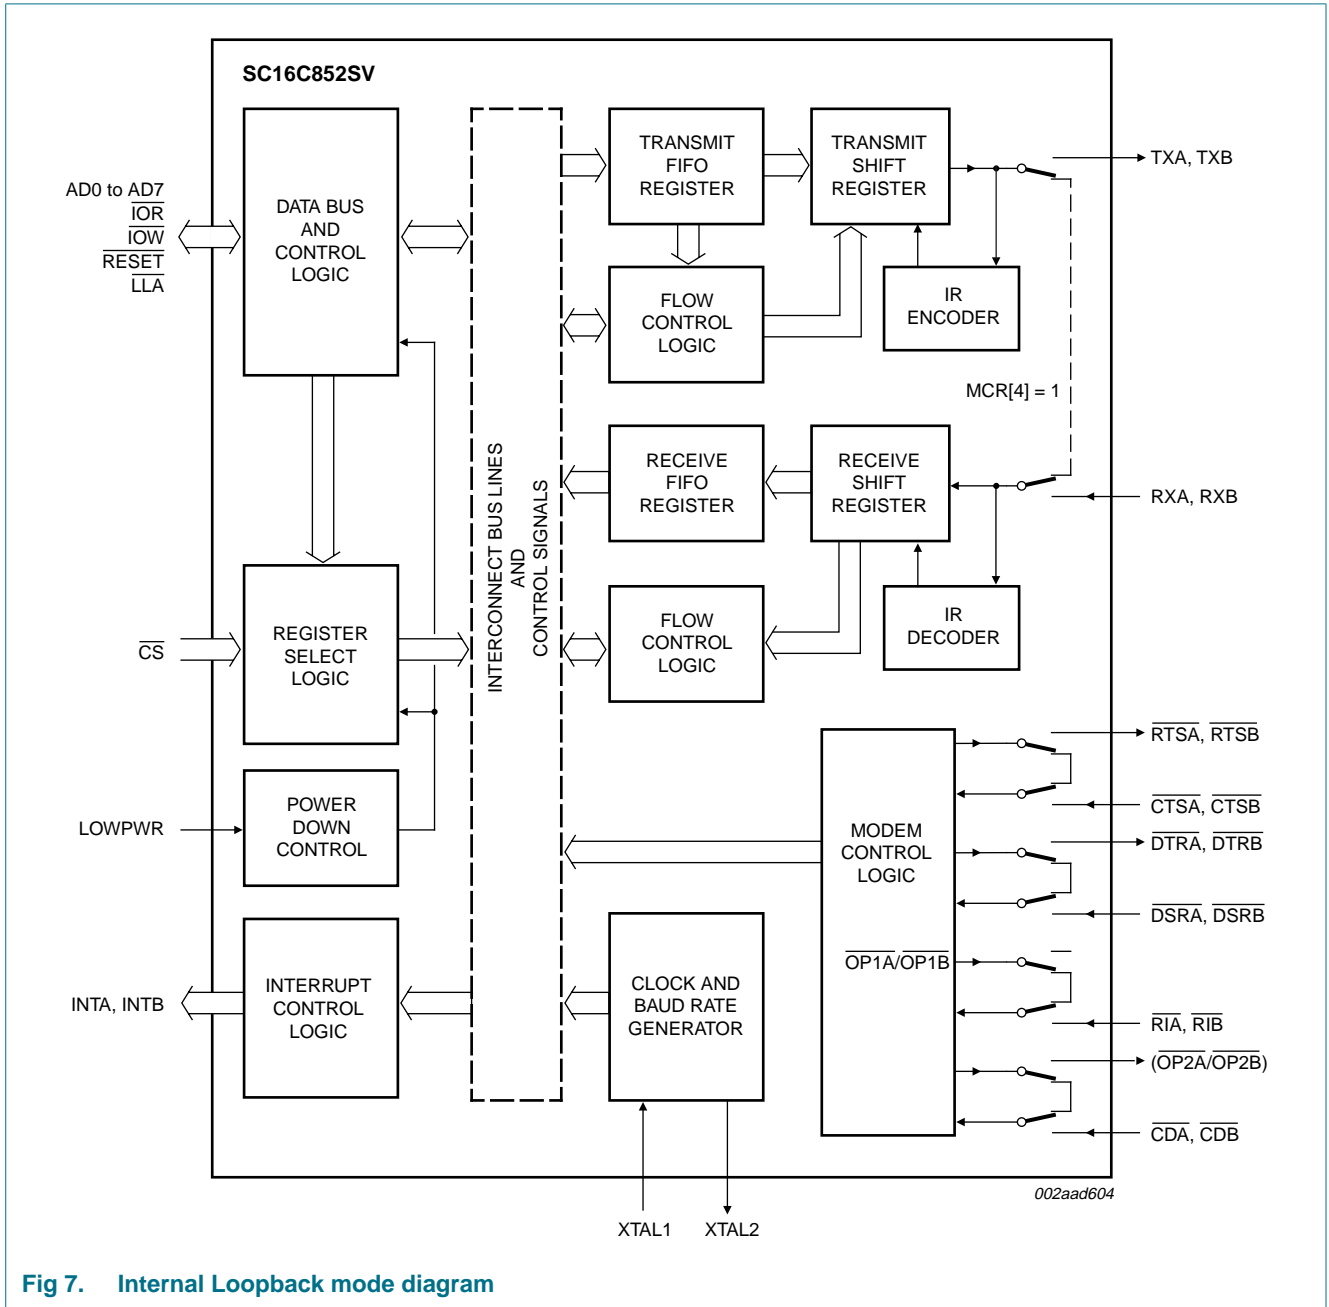 SC16C852SV
AD0 to AD7
IOR
IOW
RESET
LLA
DATA BUS
AND
CONTROL
LOGIC
TRANSMIT
FIFO
REGISTER
TRANSMIT
SHIFT
REGISTER
TXA, TXB
FLOW
CONTROL
LOGIC
IR
ENCODER
MCR[4] = 1
INTERCONNECT BUS LINES
AND
CONTROL SIGNALS
RECEIVE
FIFO
REGISTER
RECEIVE
SHIFT
REGISTER
RXA, RXB
CS
REGISTER
SELECT
LOGIC
FLOW
CONTROL
LOGIC
IR
DECODER
LOWPWR
POWER
DOWN
CONTROL
MODEM
CONTROL
LOGIC
RTSA, RTSB
CTSA, CTSB
DTRA, DTRB
DSRA, DSRB
OP1A/OP1B
RIA, RIB
(OP2A/OP2B)
CDA, CDB
INTA, INTB
INTERRUPT
CONTROL
LOGIC
CLOCK AND
BAUD RATE
GENERATOR
XTAL1
XTAL2
002aad604
Fig 7. Internal Loopback mode diagram